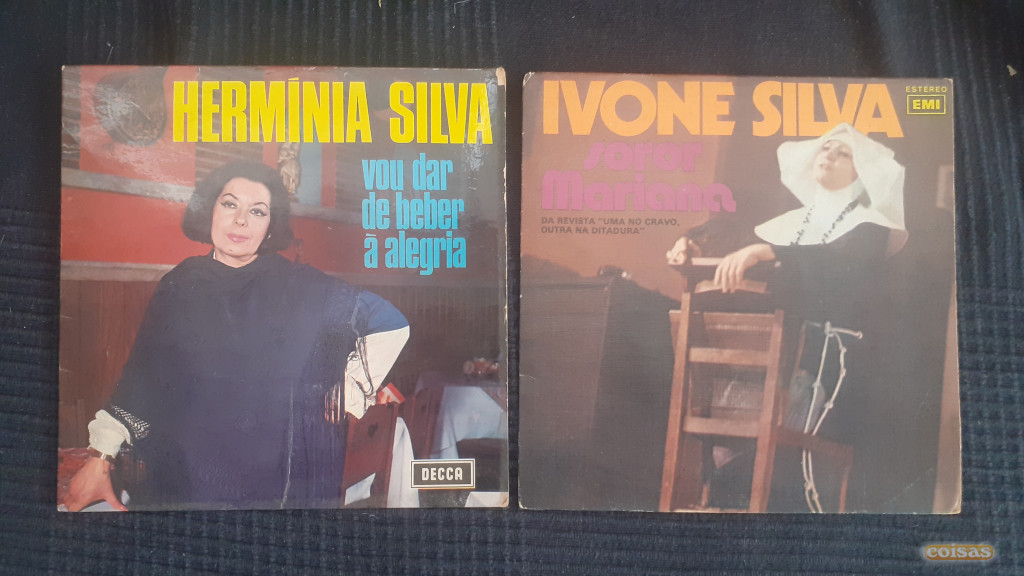 HERMÍNIA SILVA
vou dar
de beber
à alegria
DECCA
IVONE SILVA
ESTEREO
EMI
soror
Mariana
DA REVISTA "UMA NO CRAVO,
OUTRA NA DITADURA"
coisas